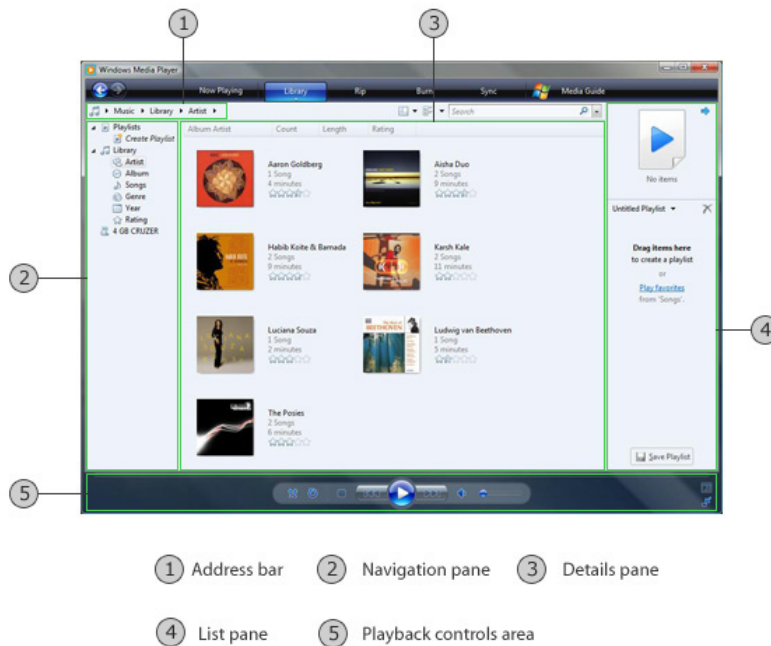 1
3
Windows Media Player
Now Playing Library Rip Burn Sync Media Guide
Music Library Artist
Search
Playlists
Create Playlist
Library
Artist
Album
Songs
Genre
Year
Rating
4 GB CRUZER
2
Album Artist Count Length Rating
Aaron Goldberg
1 Song
4 minutes
Aisha Duo
2 Songs
9 minutes
Habib Koite & Bamada
2 Songs
9 minutes
Karsh Kale
2 Songs
11 minutes
Luciana Souza
1 Song
2 minutes
BEETHOVEN
Ludwig van Beethoven
1 Song
5 minutes
The Posies
2 Songs
6 minutes
No items
Untitled Playlist
Drag items here
to create a playlist
or
Play favorites
from 'Songs'.
4
Save Playlist
5
1 Address bar
2 Navigation pane
3 Details pane
4 List pane
5 Playback controls area